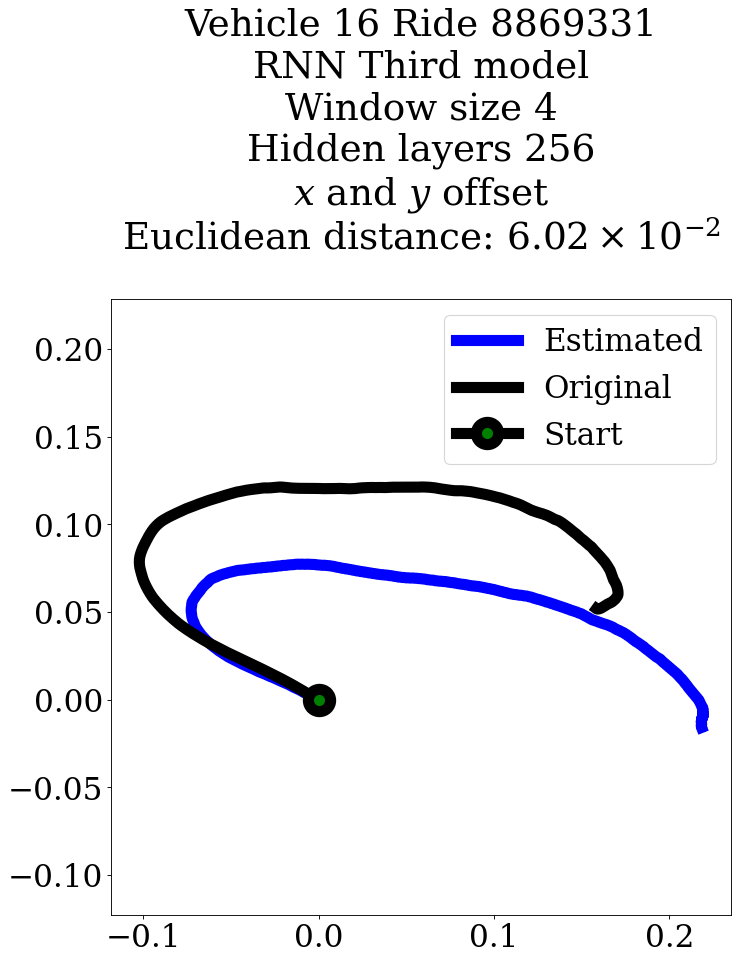 Vehicle 16 Ride 8869331
RNN Third model
Window size 4
Hidden layers 256
x and y offset
Euclidean distance: 6.02 × 10⁻²
Estimated
Original
Start
0.20
0.15
0.10
0.05
0.00
−0.05
−0.10
−0.1 0.0 0.1 0.2